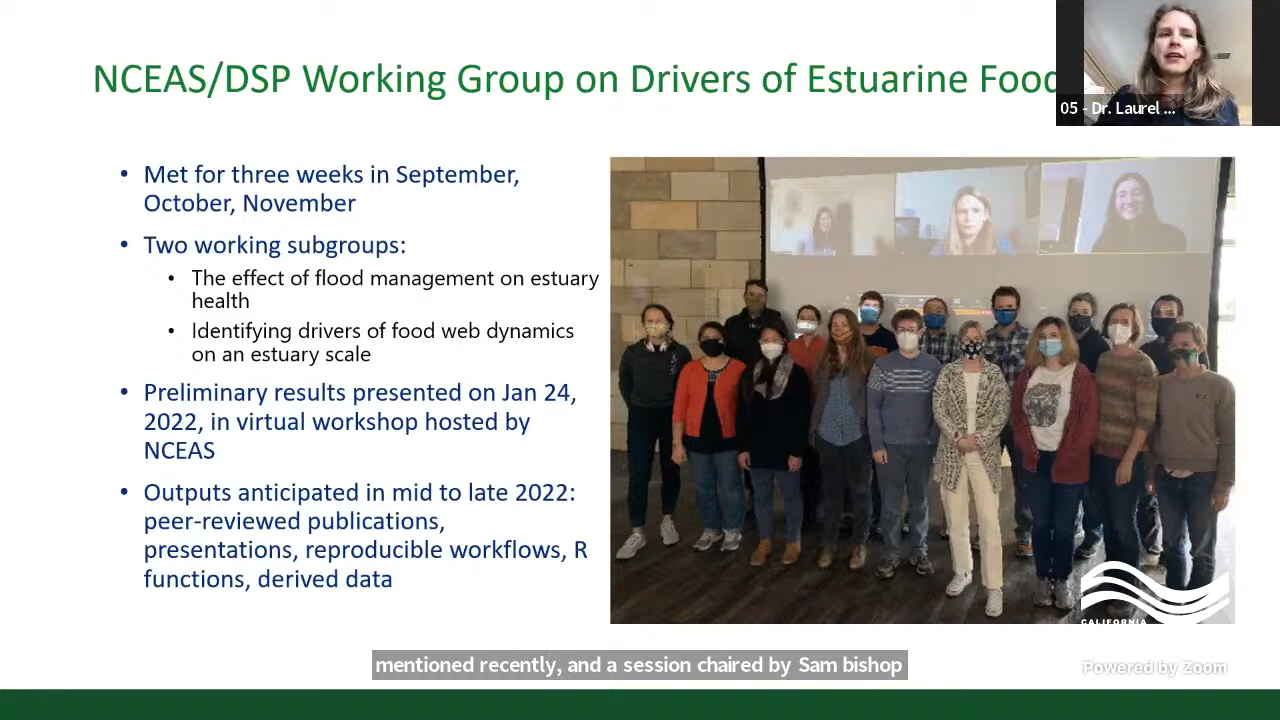 NCEAS/DSP Working Group on Drivers of Estuarine Food
05 - Dr. Laurel ...
• Met for three weeks in September,
October, November
• Two working subgroups:
• The effect of flood management on estuary
health
• Identifying drivers of food web dynamics
on an estuary scale
• Preliminary results presented on Jan 24,
2022, in virtual workshop hosted by
NCEAS
• Outputs anticipated in mid to late 2022:
peer-reviewed publications,
presentations, reproducible workflows, R
functions, derived data
CALIFORNIA
mentioned recently, and a session chaired by Sam bishop
Powered by Zoom